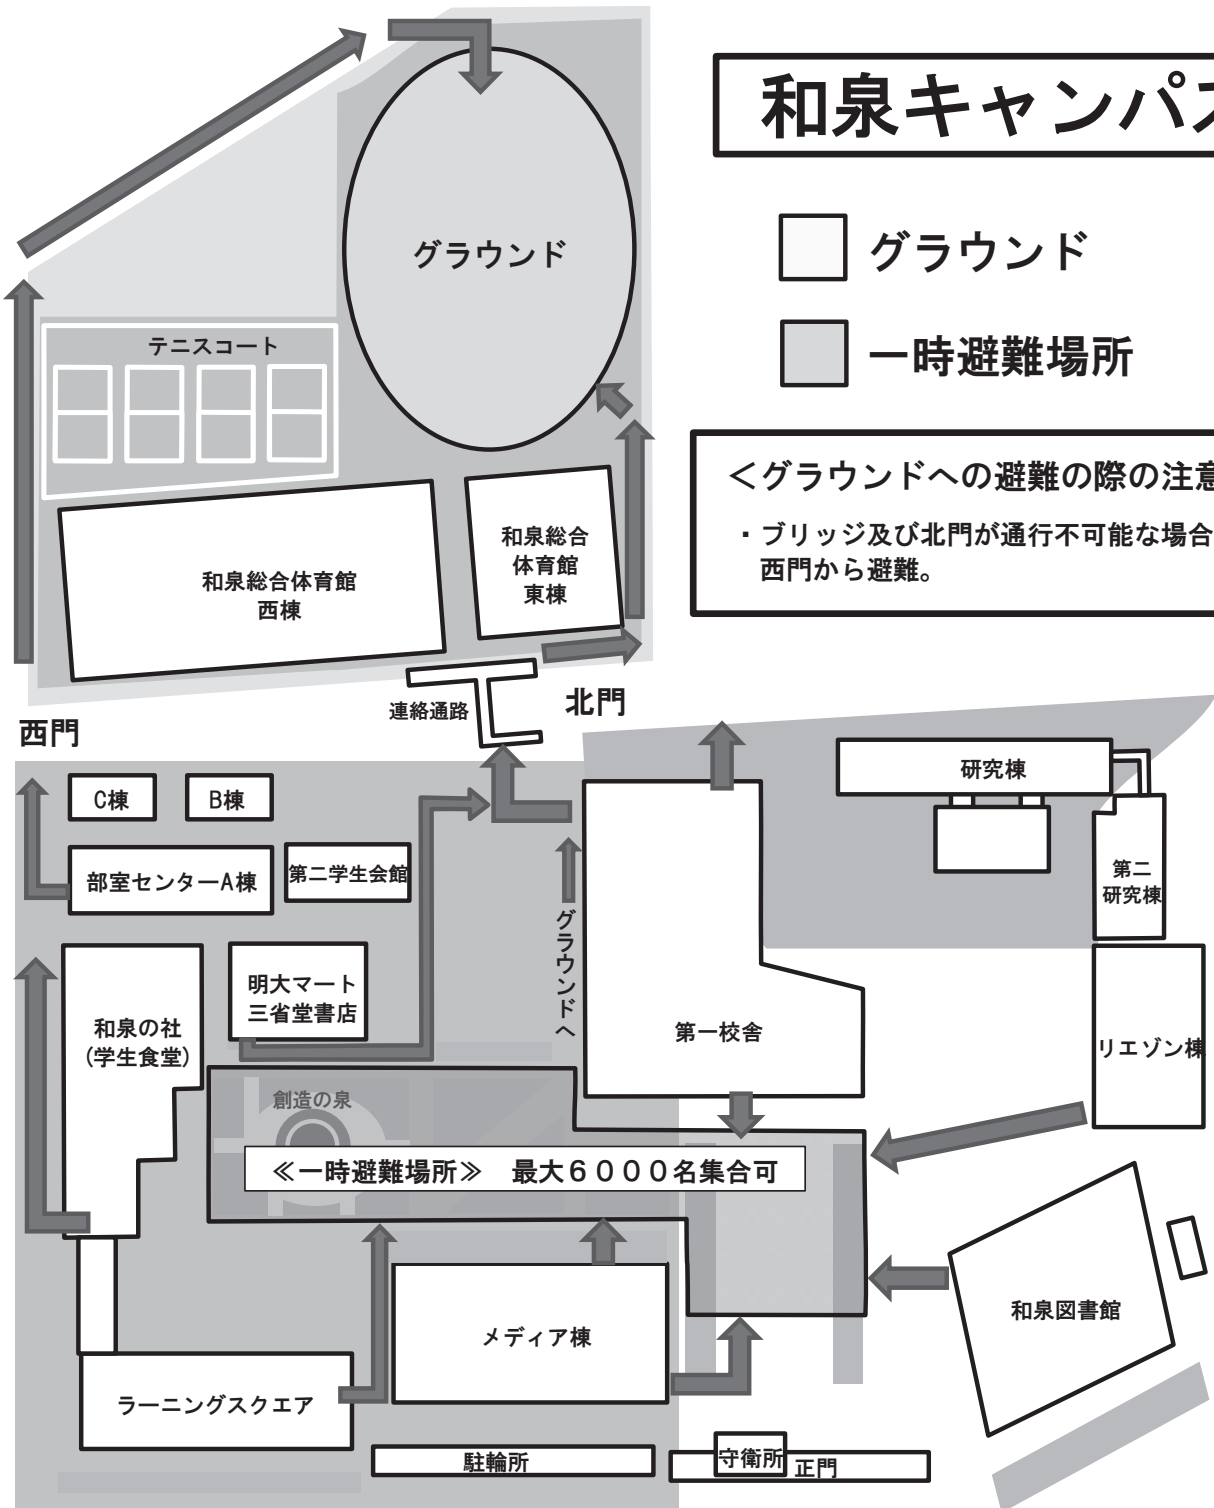 和泉キャンパス
グラウンド
一時避難場所
＜グラウンドへの避難の際の注意
・ブリッジ及び北門が通行不可能な場合
西門から避難。
グラウンド
テニスコート
和泉総合体育館
西棟
和泉総合
体育館
東棟
連絡通路
北門
西門
C棟
B棟
部室センターA棟
第二学生会館
研究棟
第二
研究棟
グラウンドへ
明大マート
三省堂書店
和泉の社
(学生食堂)
第一校舎
リエゾン棟
創造の泉
≪一時避難場所≫　最大６０００名集合可
和泉図書館
メディア棟
ラーニングスクエア
駐輪所
守衛所
正門